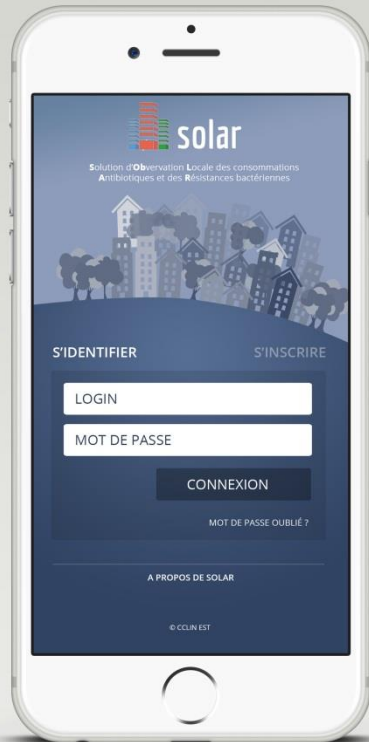 solar
Solution d'Observation Locale des consommations
Antibiotiques et des Résistances bactériennes
S'IDENTIFIER
S'INSCRIRE
LOGIN
MOT DE PASSE
CONNEXION
MOT DE PASSE OUBLIÉ ?
A PROPOS DE SOLAR
© CCLIN EST